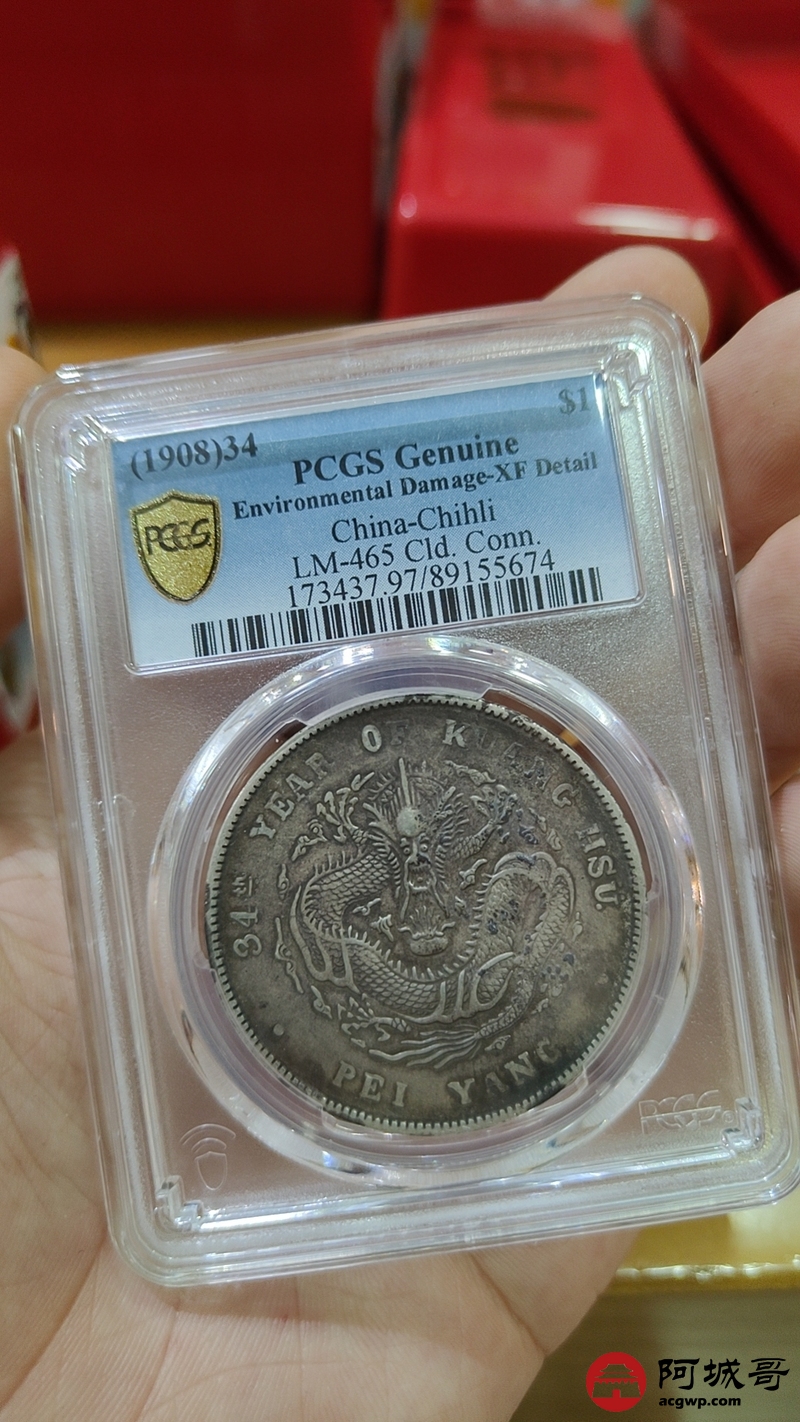 (1908)34 $1
PCGS Genuine
Environmental Damage-XF Detail
China-Chihli
LM-465 Cld. Conn.
173437.97/89155674
PCGS
34th YEAR OF KUANG HSU
PEI YANG
PCGS
阿城哥
acgwp.com